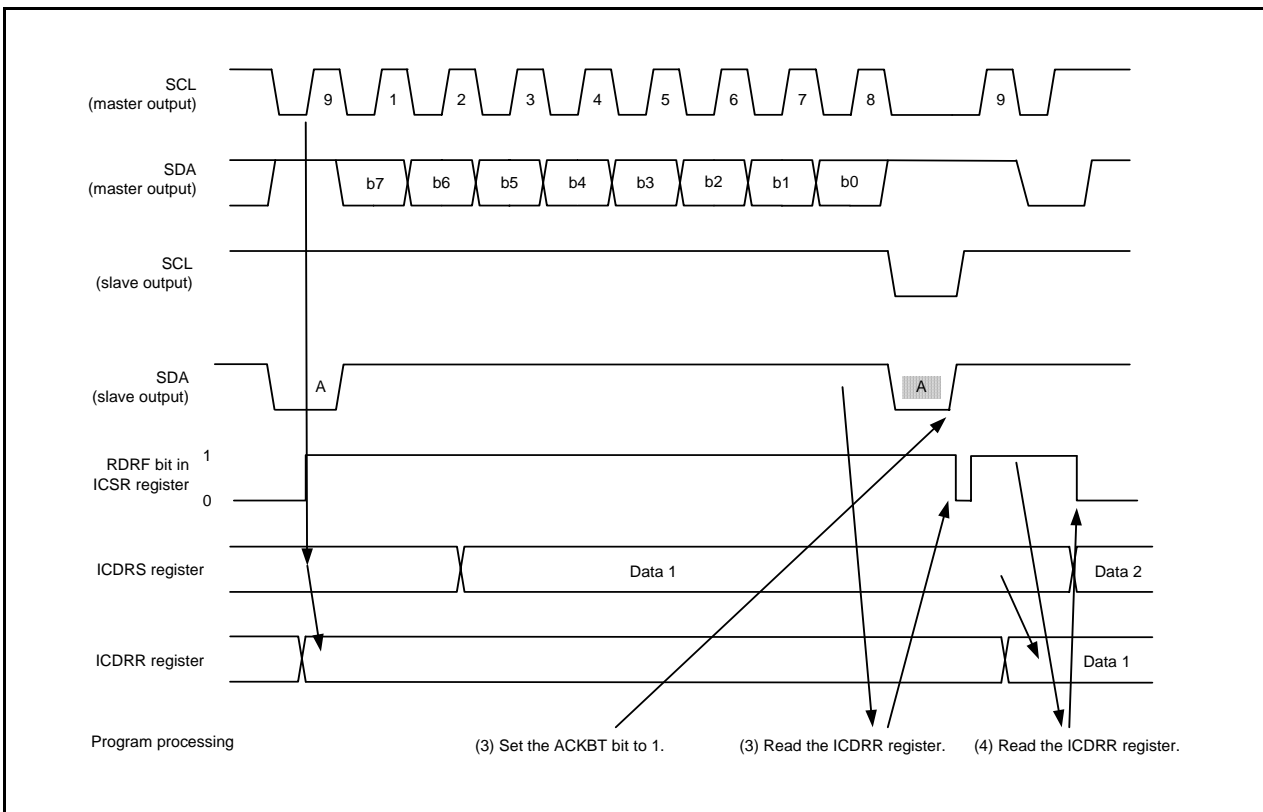 SCL
(master output)
9 1 2 3 4 5 6 7 8 9
SDA
(master output)
b7 b6 b5 b4 b3 b2 b1 b0
SCL
(slave output)
SDA
(slave output)
A A
RDRF bit in
ICSR register
1
0
ICDRS register
Data 1 Data 2
ICDRR register
Data 1
Program processing
(3) Set the ACKBT bit to 1. (3) Read the ICDRR register. (4) Read the ICDRR register.